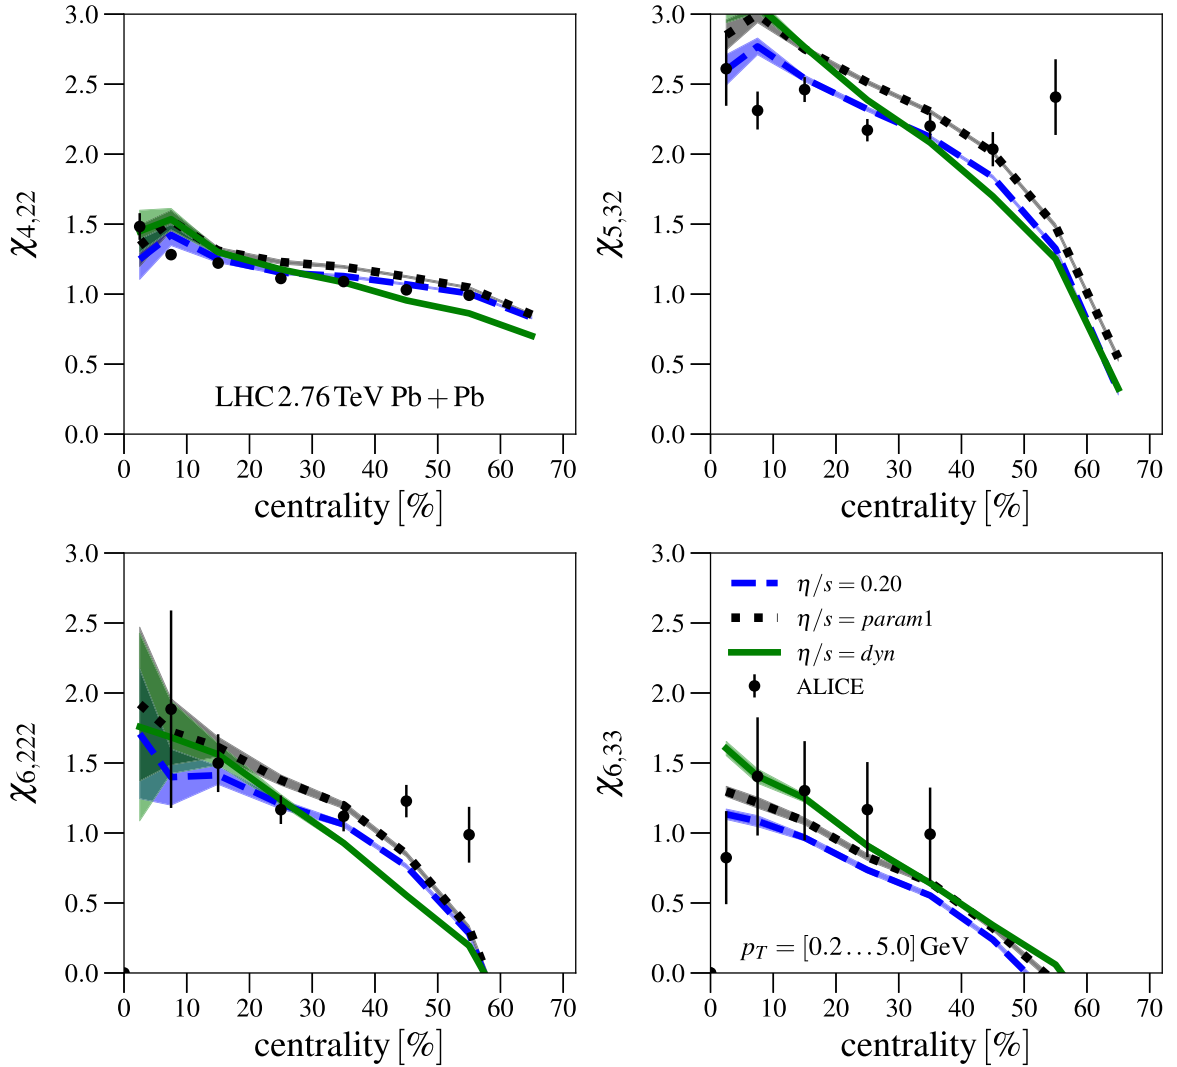 3.0
2.5
2.0
1.5
1.0
0.5
0.0
χ4,22
LHC 2.76 TeV Pb + Pb
0 10 20 30 40 50 60 70
centrality [%]
3.0
2.5
2.0
1.5
1.0
0.5
0.0
χ5,32
0 10 20 30 40 50 60 70
centrality [%]
3.0
2.5
2.0
1.5
1.0
0.5
0.0
χ6,222
0 10 20 30 40 50 60 70
centrality [%]
3.0
2.5
2.0
1.5
1.0
0.5
0.0
χ6,33
η/s = 0.20
η/s = param1
η/s = dyn
ALICE
pT = [0.2...5.0] GeV
0 10 20 30 40 50 60 70
centrality [%]